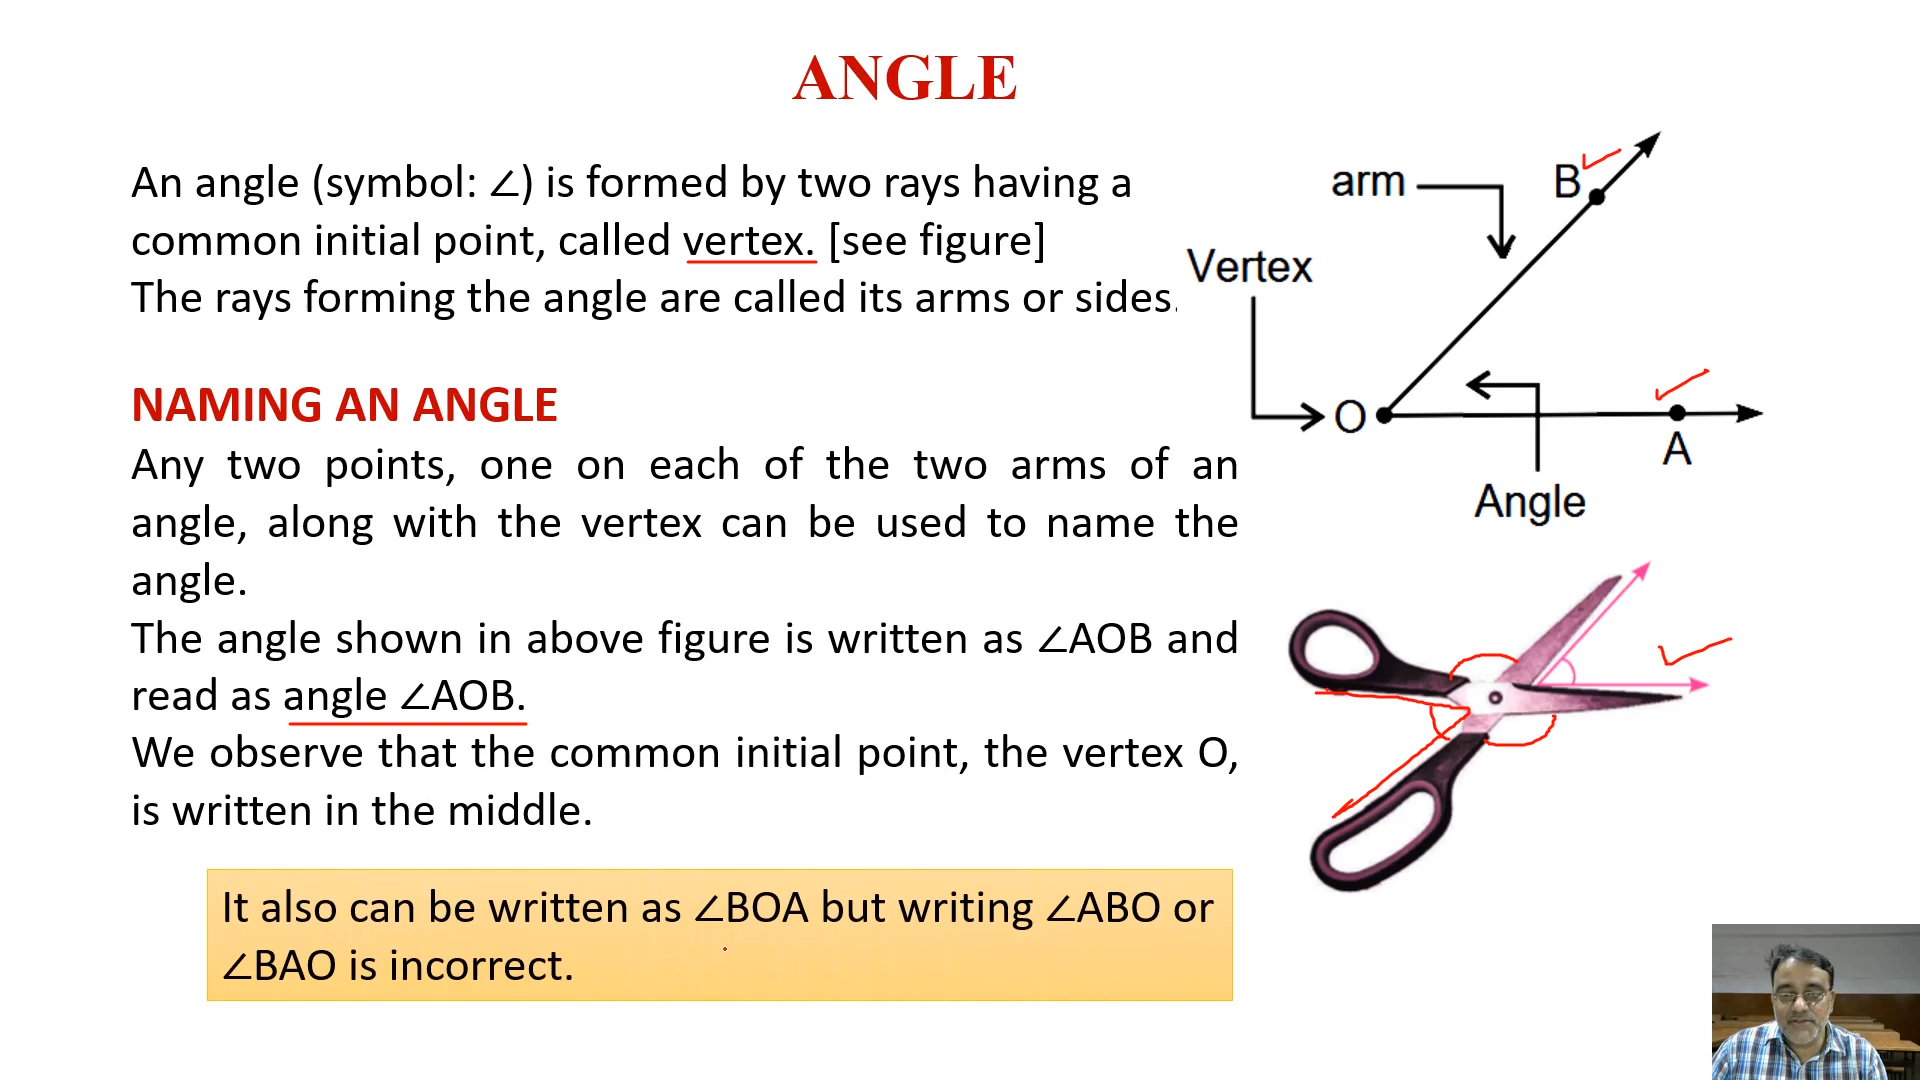 ANGLE
An angle (symbol: ∠) is formed by two rays having a
common initial point, called vertex. [see figure]
The rays forming the angle are called its arms or sides.
NAMING AN ANGLE
Any two points, one on each of the two arms of an
angle, along with the vertex can be used to name the
angle.
The angle shown in above figure is written as ∠AOB and
read as angle ∠AOB.
We observe that the common initial point, the vertex O,
is written in the middle.
It also can be written as ∠BOA but writing ∠ABO or
∠BAO is incorrect.
arm
B
Vertex
O
A
Angle